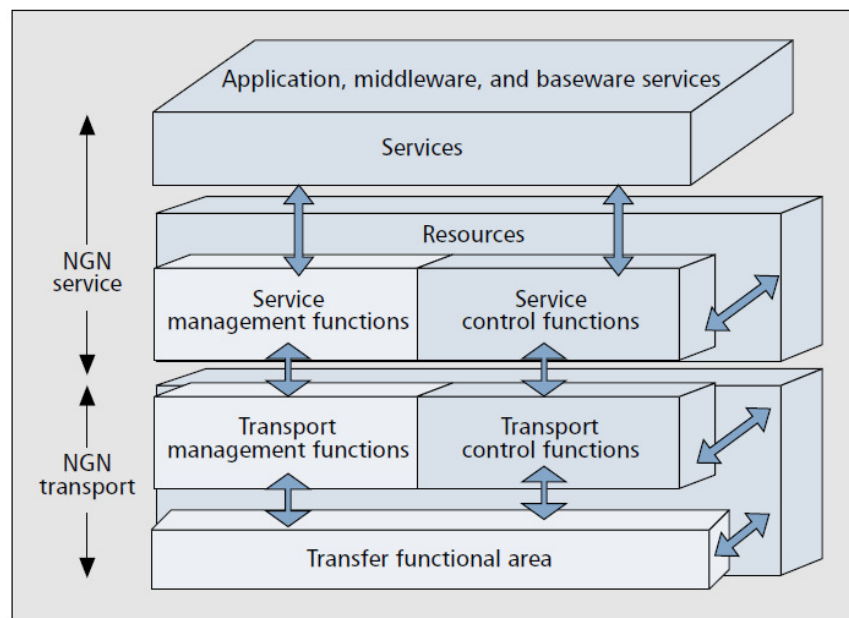 Application, middleware, and baseware services
Services
Resources
NGN
service
Service
management functions
Service
control functions
NGN
transport
Transport
management functions
Transport
control functions
Transfer functional area